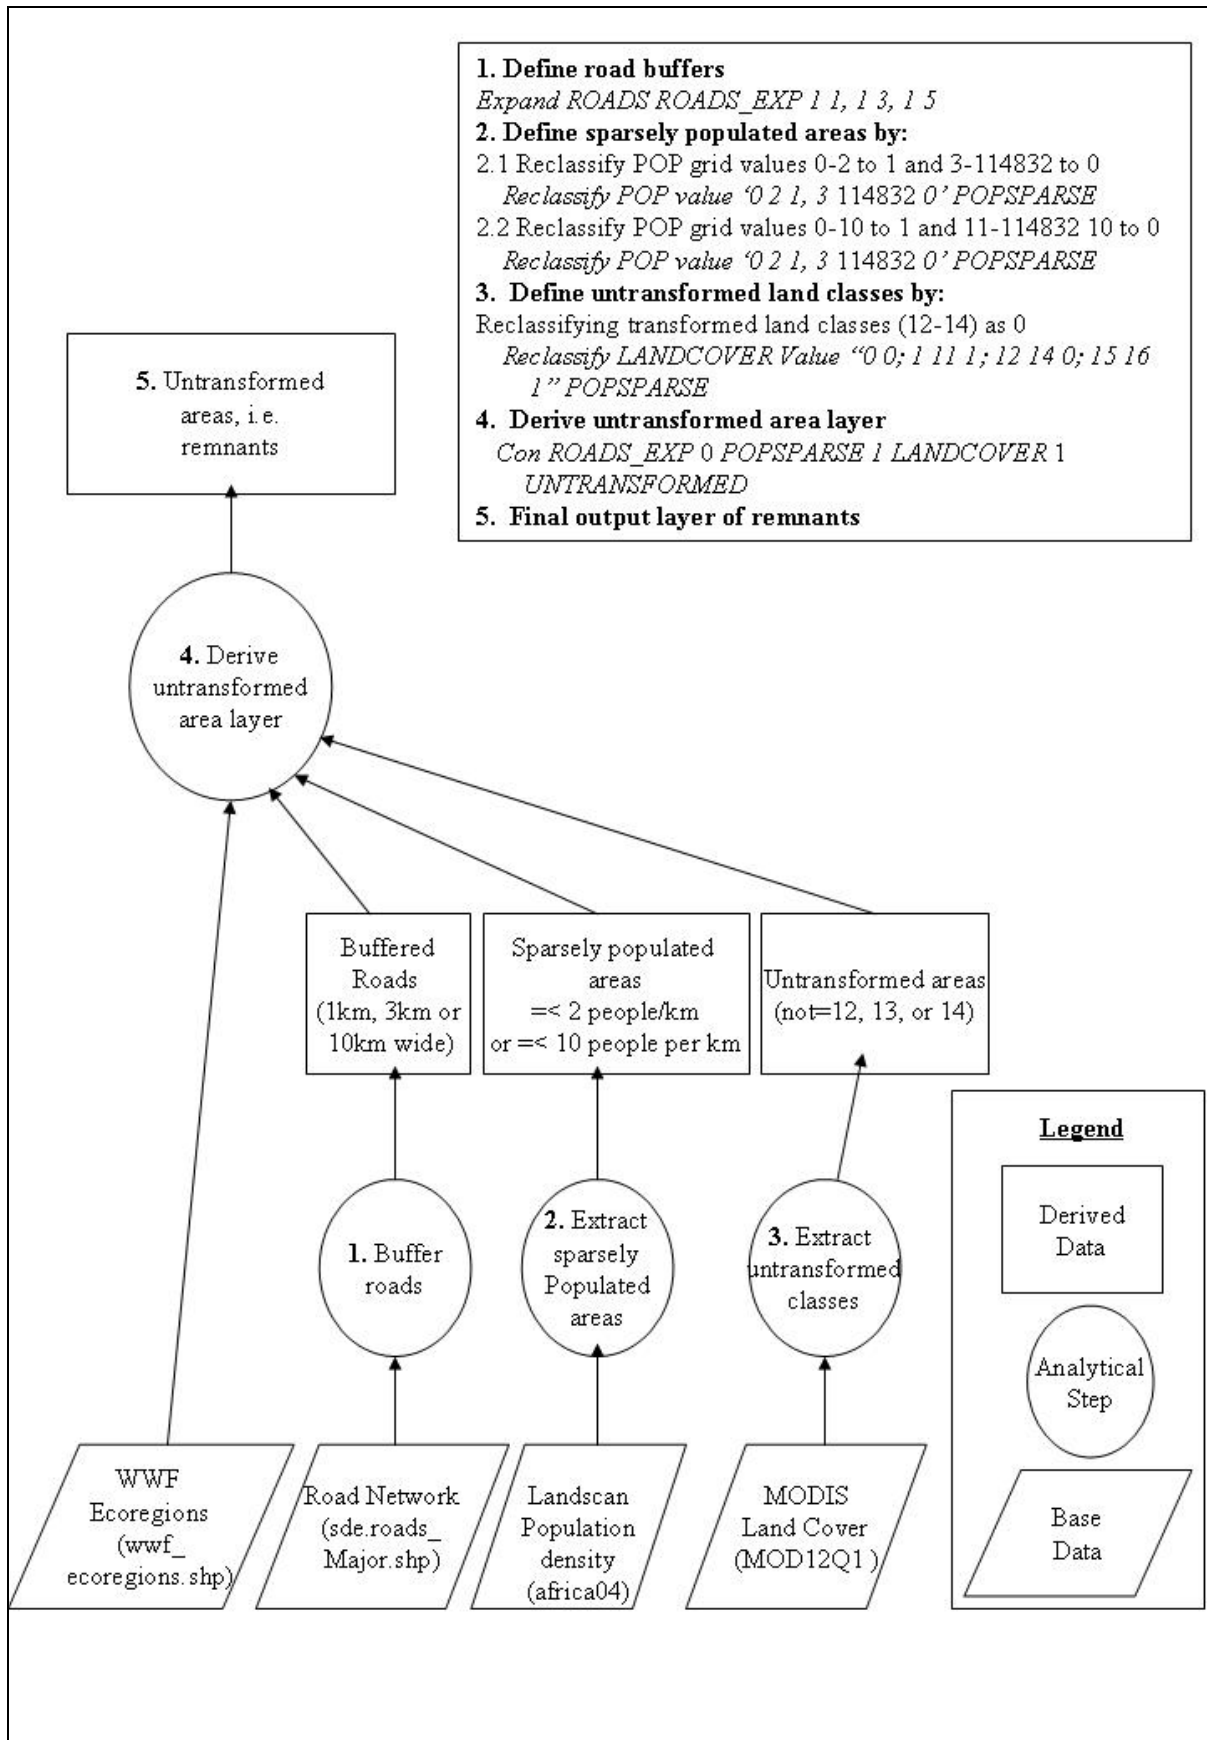 1. Define road buffers
Expand ROADS ROADS_EXP 1 1, 1 3, 1 5
2. Define sparsely populated areas by:
2.1 Reclassify POP grid values 0-2 to 1 and 3-114832 to 0
Reclassify POP value ‘0 2 1, 3 114832 0’ POPSPARSE
2.2 Reclassify POP grid values 0-10 to 1 and 11-114832 10 to 0
Reclassify POP value ‘0 2 1, 3 114832 0’ POPSPARSE
3. Define untransformed land classes by:
Reclassifying transformed land classes (12-14) as 0
Reclassify LANDCOVER Value “0 0; 1 11 1; 12 14 0; 15 16
1” POPSPARSE
4. Derive untransformed area layer
Con ROADS_EXP 0 POPSPARSE 1 LANDCOVER 1
UNTRANSFORMED
5. Final output layer of remnants
5. Untransformed
areas, i.e.
remnants
4. Derive
untransformed
area layer
Buffered
Roads
(1km, 3km or
10km wide)
Sparsely populated
areas
=< 2 people/km
or =< 10 people per km
Untransformed areas
(not=12, 13, or 14)
1. Buffer
roads
2. Extract
sparsely
Populated
areas
3. Extract
untransformed
classes
WWF
Ecoregions
(wwf_
ecoregions.shp)
Road Network
(sde.roads_
Major.shp)
Landscan
Population
density
(africa04)
MODIS
Land Cover
(MOD12Q1)
Legend
Derived
Data
Analytical
Step
Base
Data